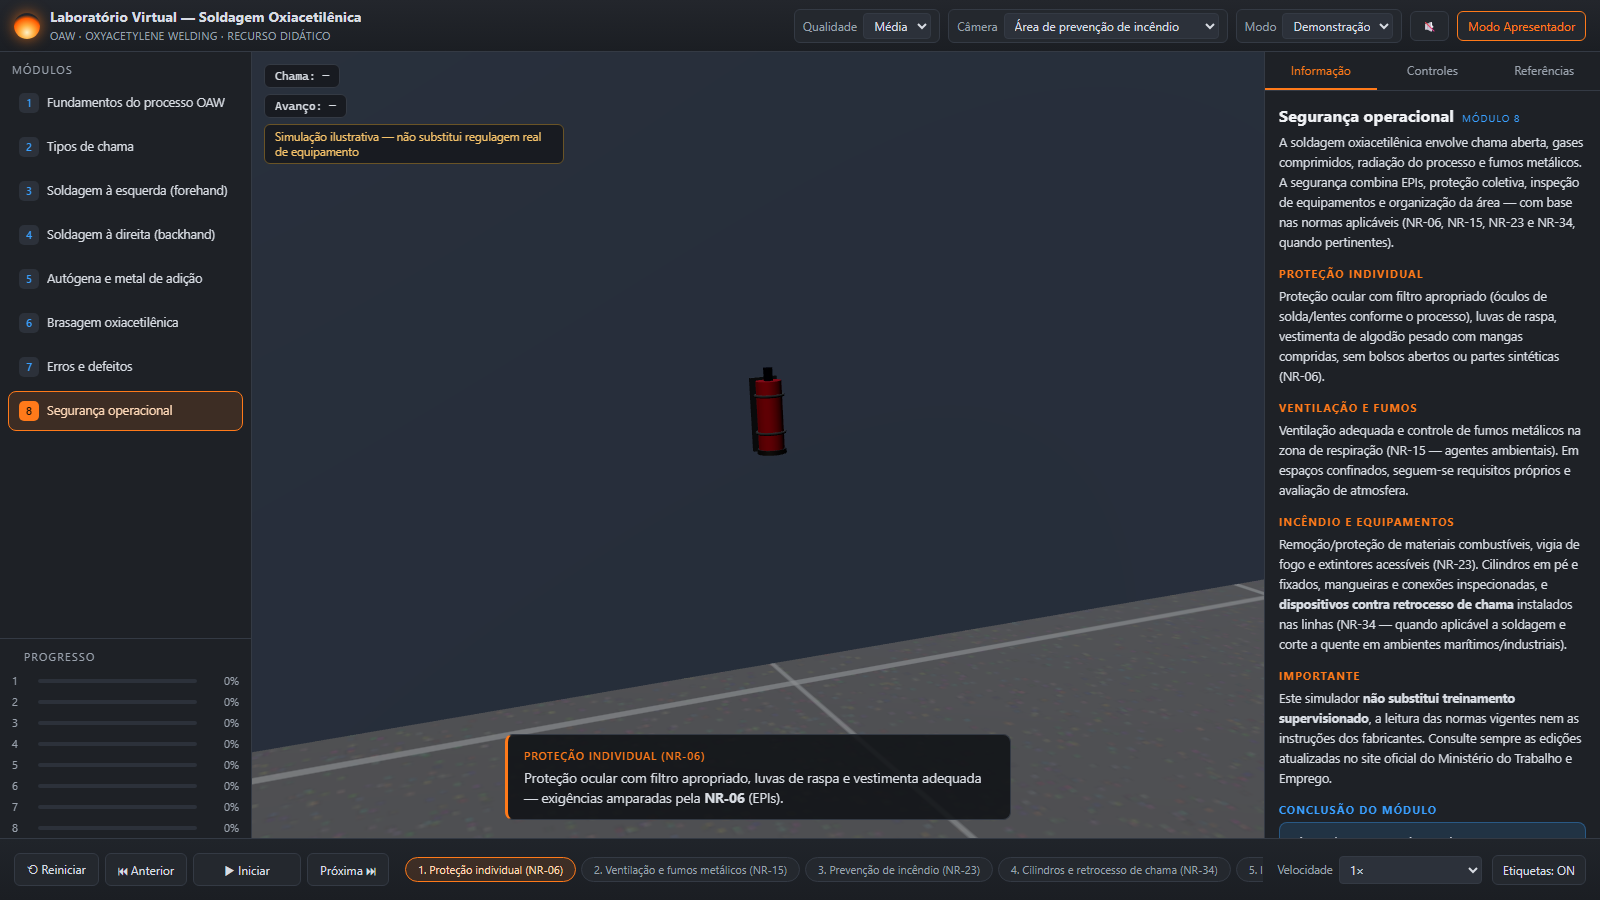 Laboratório Virtual — Soldagem Oxiacetilênica
OAW · OXYACETYLENE WELDING · RECURSO DIDÁTICO
Qualidade Média
Câmera Área de prevenção de incêndio
Modo Demonstração
Modo Apresentador
MÓDULOS
1 Fundamentos do processo OAW
2 Tipos de chama
3 Soldagem à esquerda (forehand)
4 Soldagem à direita (backhand)
5 Autógena e metal de adição
6 Brasagem oxiacetilênica
7 Erros e defeitos
8 Segurança operacional
PROGRESSO
1 0%
2 0%
3 0%
4 0%
5 0%
6 0%
7 0%
8 0%
Chama: —
Avanço: —
Simulação ilustrativa — não substitui regulagem real
de equipamento
PROTEÇÃO INDIVIDUAL (NR-06)
Proteção ocular com filtro apropriado, luvas de raspa e vestimenta adequada
— exigências amparadas pela NR-06 (EPIs).
Informação Controles Referências
Segurança operacional MÓDULO 8
A soldagem oxiacetilênica envolve chama aberta, gases
comprimidos, radiação do processo e fumos metálicos.
A segurança combina EPIs, proteção coletiva, inspeção
de equipamentos e organização da área — com base
nas normas aplicáveis (NR-06, NR-15, NR-23 e NR-34,
quando pertinentes).
PROTEÇÃO INDIVIDUAL
Proteção ocular com filtro apropriado (óculos de
solda/lentes conforme o processo), luvas de raspa,
vestimenta de algodão pesado com mangas
compridas, sem bolsos abertos ou partes sintéticas
(NR-06).
VENTILAÇÃO E FUMOS
Ventilação adequada e controle de fumos metálicos na
zona de respiração (NR-15 — agentes ambientais). Em
espaços confinados, seguem-se requisitos próprios e
avaliação de atmosfera.
INCÊNDIO E EQUIPAMENTOS
Remoção/proteção de materiais combustíveis, vigia de
fogo e extintores acessíveis (NR-23). Cilindros em pé e
fixados, mangueiras e conexões inspecionadas, e
dispositivos contra retrocesso de chama instalados
nas linhas (NR-34 — quando aplicável a soldagem e
corte a quente em ambientes marítimos/industriais).
IMPORTANTE
Este simulador não substitui treinamento
supervisionado, a leitura das normas vigentes nem as
instruções dos fabricantes. Consulte sempre as edições
atualizadas no site oficial do Ministério do Trabalho e
Emprego.
CONCLUSÃO DO MÓDULO
⟲ Reiniciar
⏮ Anterior
▶ Iniciar
Próxima ⏭
1. Proteção individual (NR-06)
2. Ventilação e fumos metálicos (NR-15)
3. Prevenção de incêndio (NR-23)
4. Cilindros e retrocesso de chama (NR-34)
5.
Velocidade 1×
Etiquetas: ON